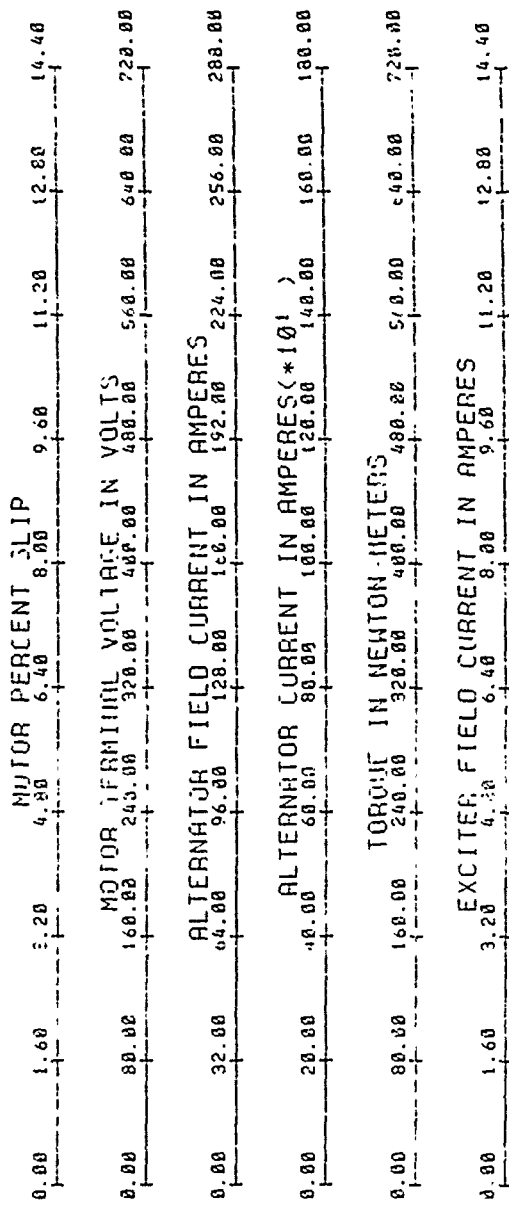 MOTOR PERCENT SLIP
0.00 1.60 3.20 4.80 6.40 8.00 9.60 11.20 12.80 14.40
MOTOR TERMINAL VOLTAGE IN VOLTS
0.00 80.00 160.00 240.00 320.00 400.00 480.00 560.00 640.00 720.00
ALTERNATOR FIELD CURRENT IN AMPERES
0.00 32.00 64.00 96.00 128.00 160.00 192.00 224.00 256.00 288.00
ALTERNATOR CURRENT IN AMPERES(*10¹ )
0.00 20.00 40.00 60.00 80.00 100.00 120.00 140.00 160.00 180.00
TORQUE IN NEWTON-METERS
0.00 80.00 160.00 240.00 320.00 400.00 480.00 560.00 640.00 720.00
EXCITER FIELD CURRENT IN AMPERES
0.00 1.60 3.20 4.80 6.40 8.00 9.60 11.20 12.80 14.40